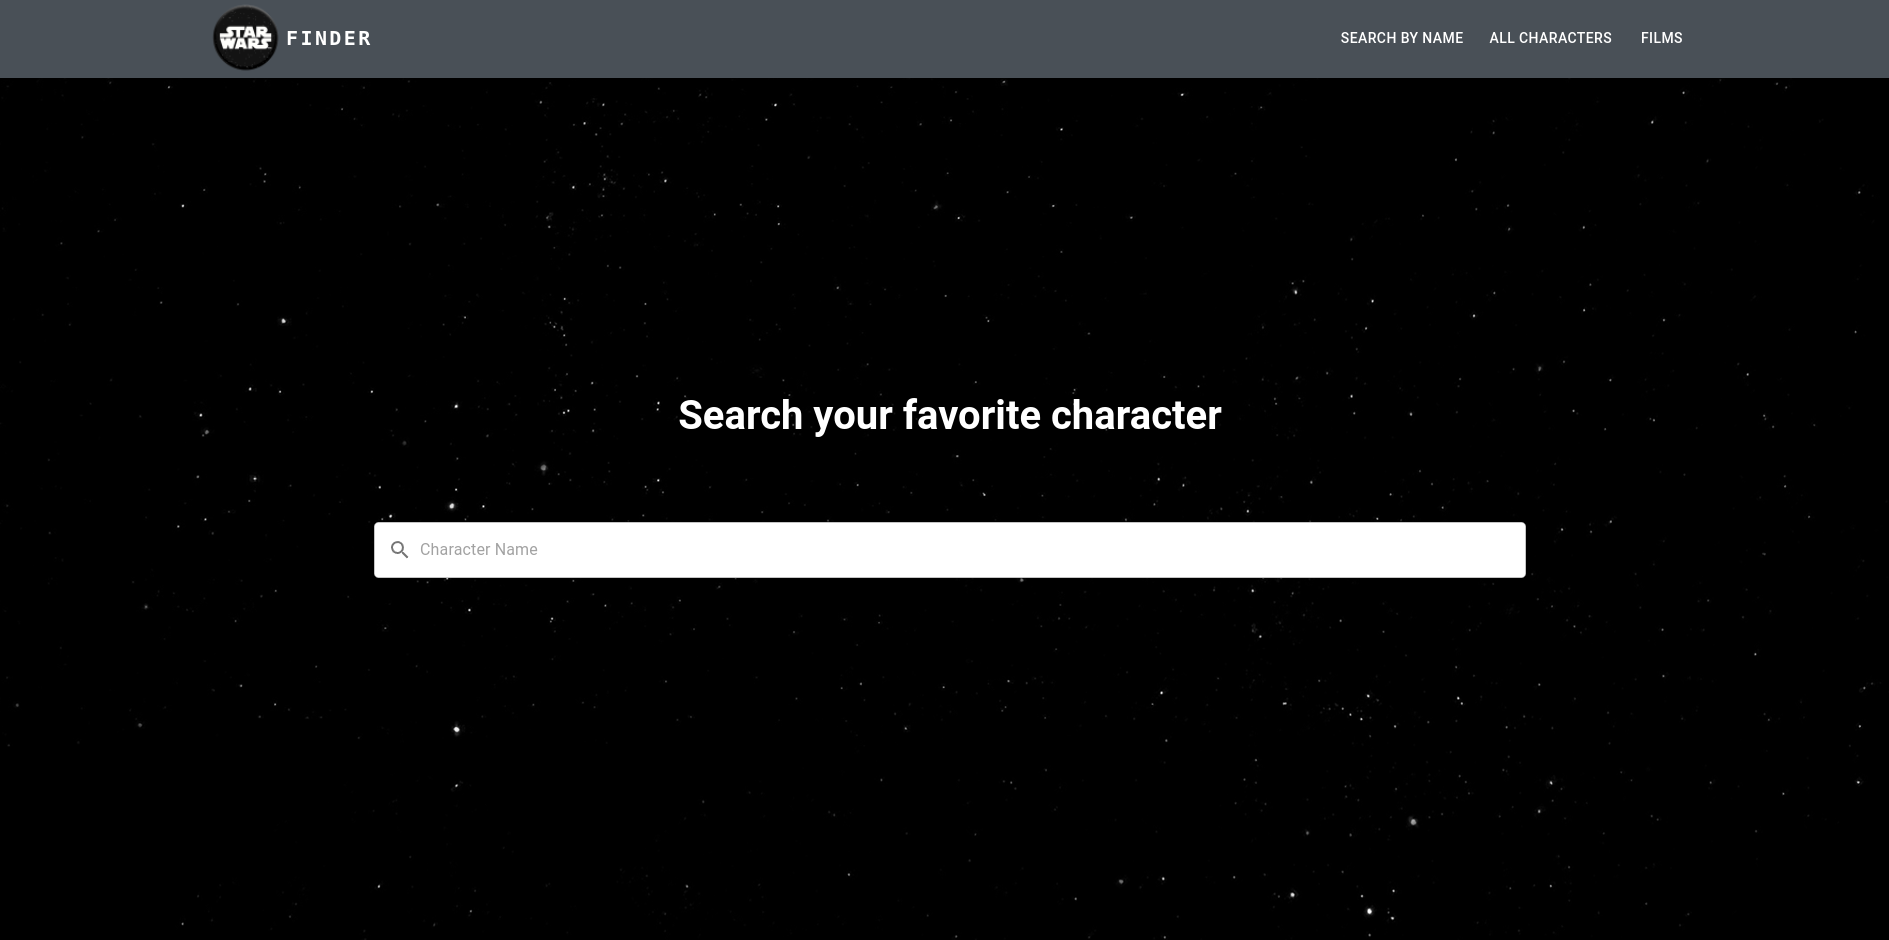 STAR
WARS
FINDER
SEARCH BY NAME
ALL CHARACTERS
FILMS
Search your favorite character
Character Name